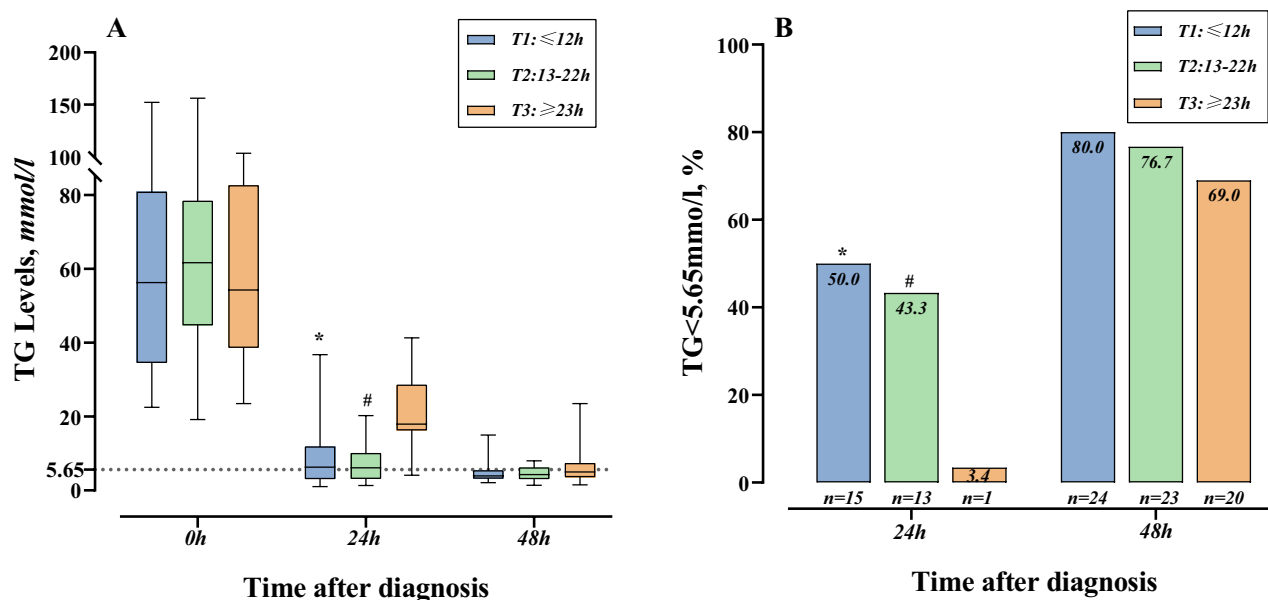 A
T1: ≤12h
T2:13-22h
T3: ≥23h
TG Levels, mmol/l
200
150
100
80
60
40
20
5.65
0
*
#
0h
24h
48h
Time after diagnosis
B
T1: ≤12h
T2:13-22h
T3: ≥23h
TG<5.65mmo/l, %
100
80
60
40
20
0
*
#
50.0
43.3
3.4
80.0
76.7
69.0
n=15
n=13
n=1
n=24
n=23
n=20
24h
48h
Time after diagnosis